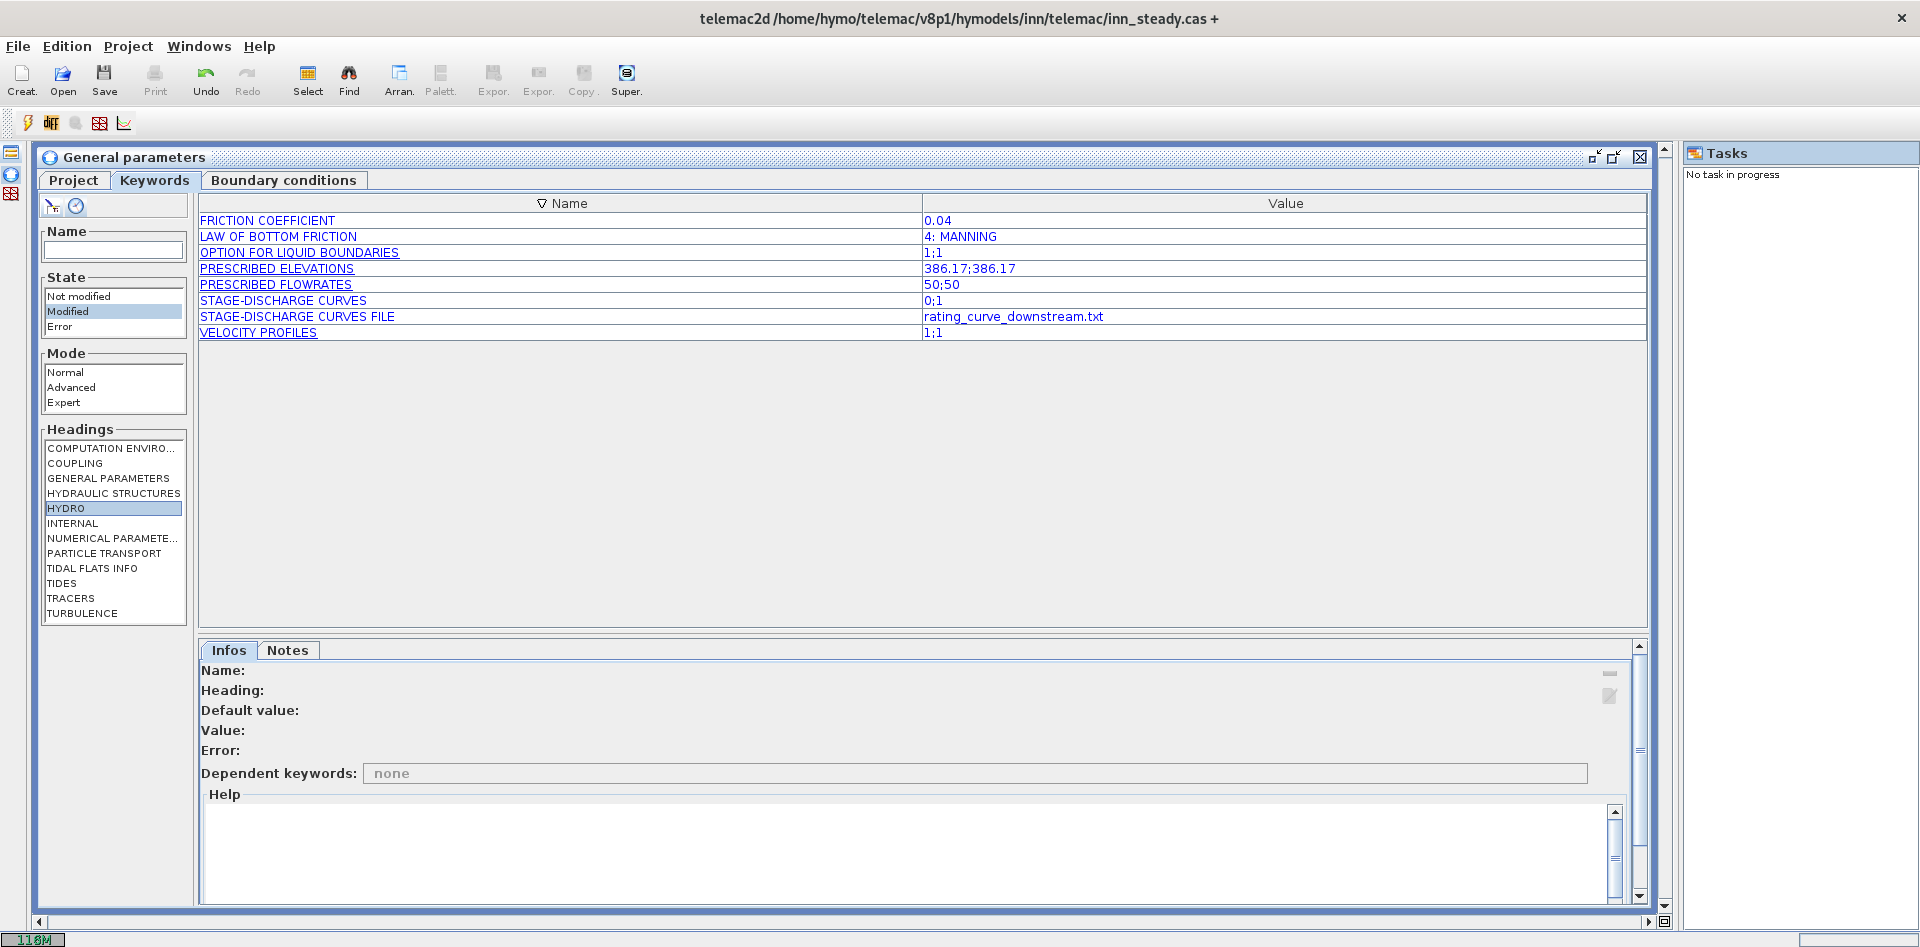 telemac2d /home/hymo/telemac/v8p1/hymodels/inn/telemac/inn_steady.cas +
File Edition Project Windows Help
Creat. Open Save Print Undo Redo Select Find Arran. Palett. Expor. Expor. Copy . Super.
General parameters
Tasks
No task in progress
Project Keywords Boundary conditions
Name Value
FRICTION COEFFICIENT 0.04
LAW OF BOTTOM FRICTION 4: MANNING
OPTION FOR LIQUID BOUNDARIES 1;1
PRESCRIBED ELEVATIONS 386.17;386.17
PRESCRIBED FLOWRATES 50;50
STAGE-DISCHARGE CURVES 0;1
STAGE-DISCHARGE CURVES FILE rating_curve_downstream.txt
VELOCITY PROFILES 1;1
Name
State
Not modified
Modified
Error
Mode
Normal
Advanced
Expert
Headings
COMPUTATION ENVIRO...
COUPLING
GENERAL PARAMETERS
HYDRAULIC STRUCTURES
HYDRO
INTERNAL
NUMERICAL PARAMETE...
PARTICLE TRANSPORT
TIDAL FLATS INFO
TIDES
TRACERS
TURBULENCE
Infos Notes
Name:
Heading:
Default value:
Value:
Error:
Dependent keywords: none
Help
116M